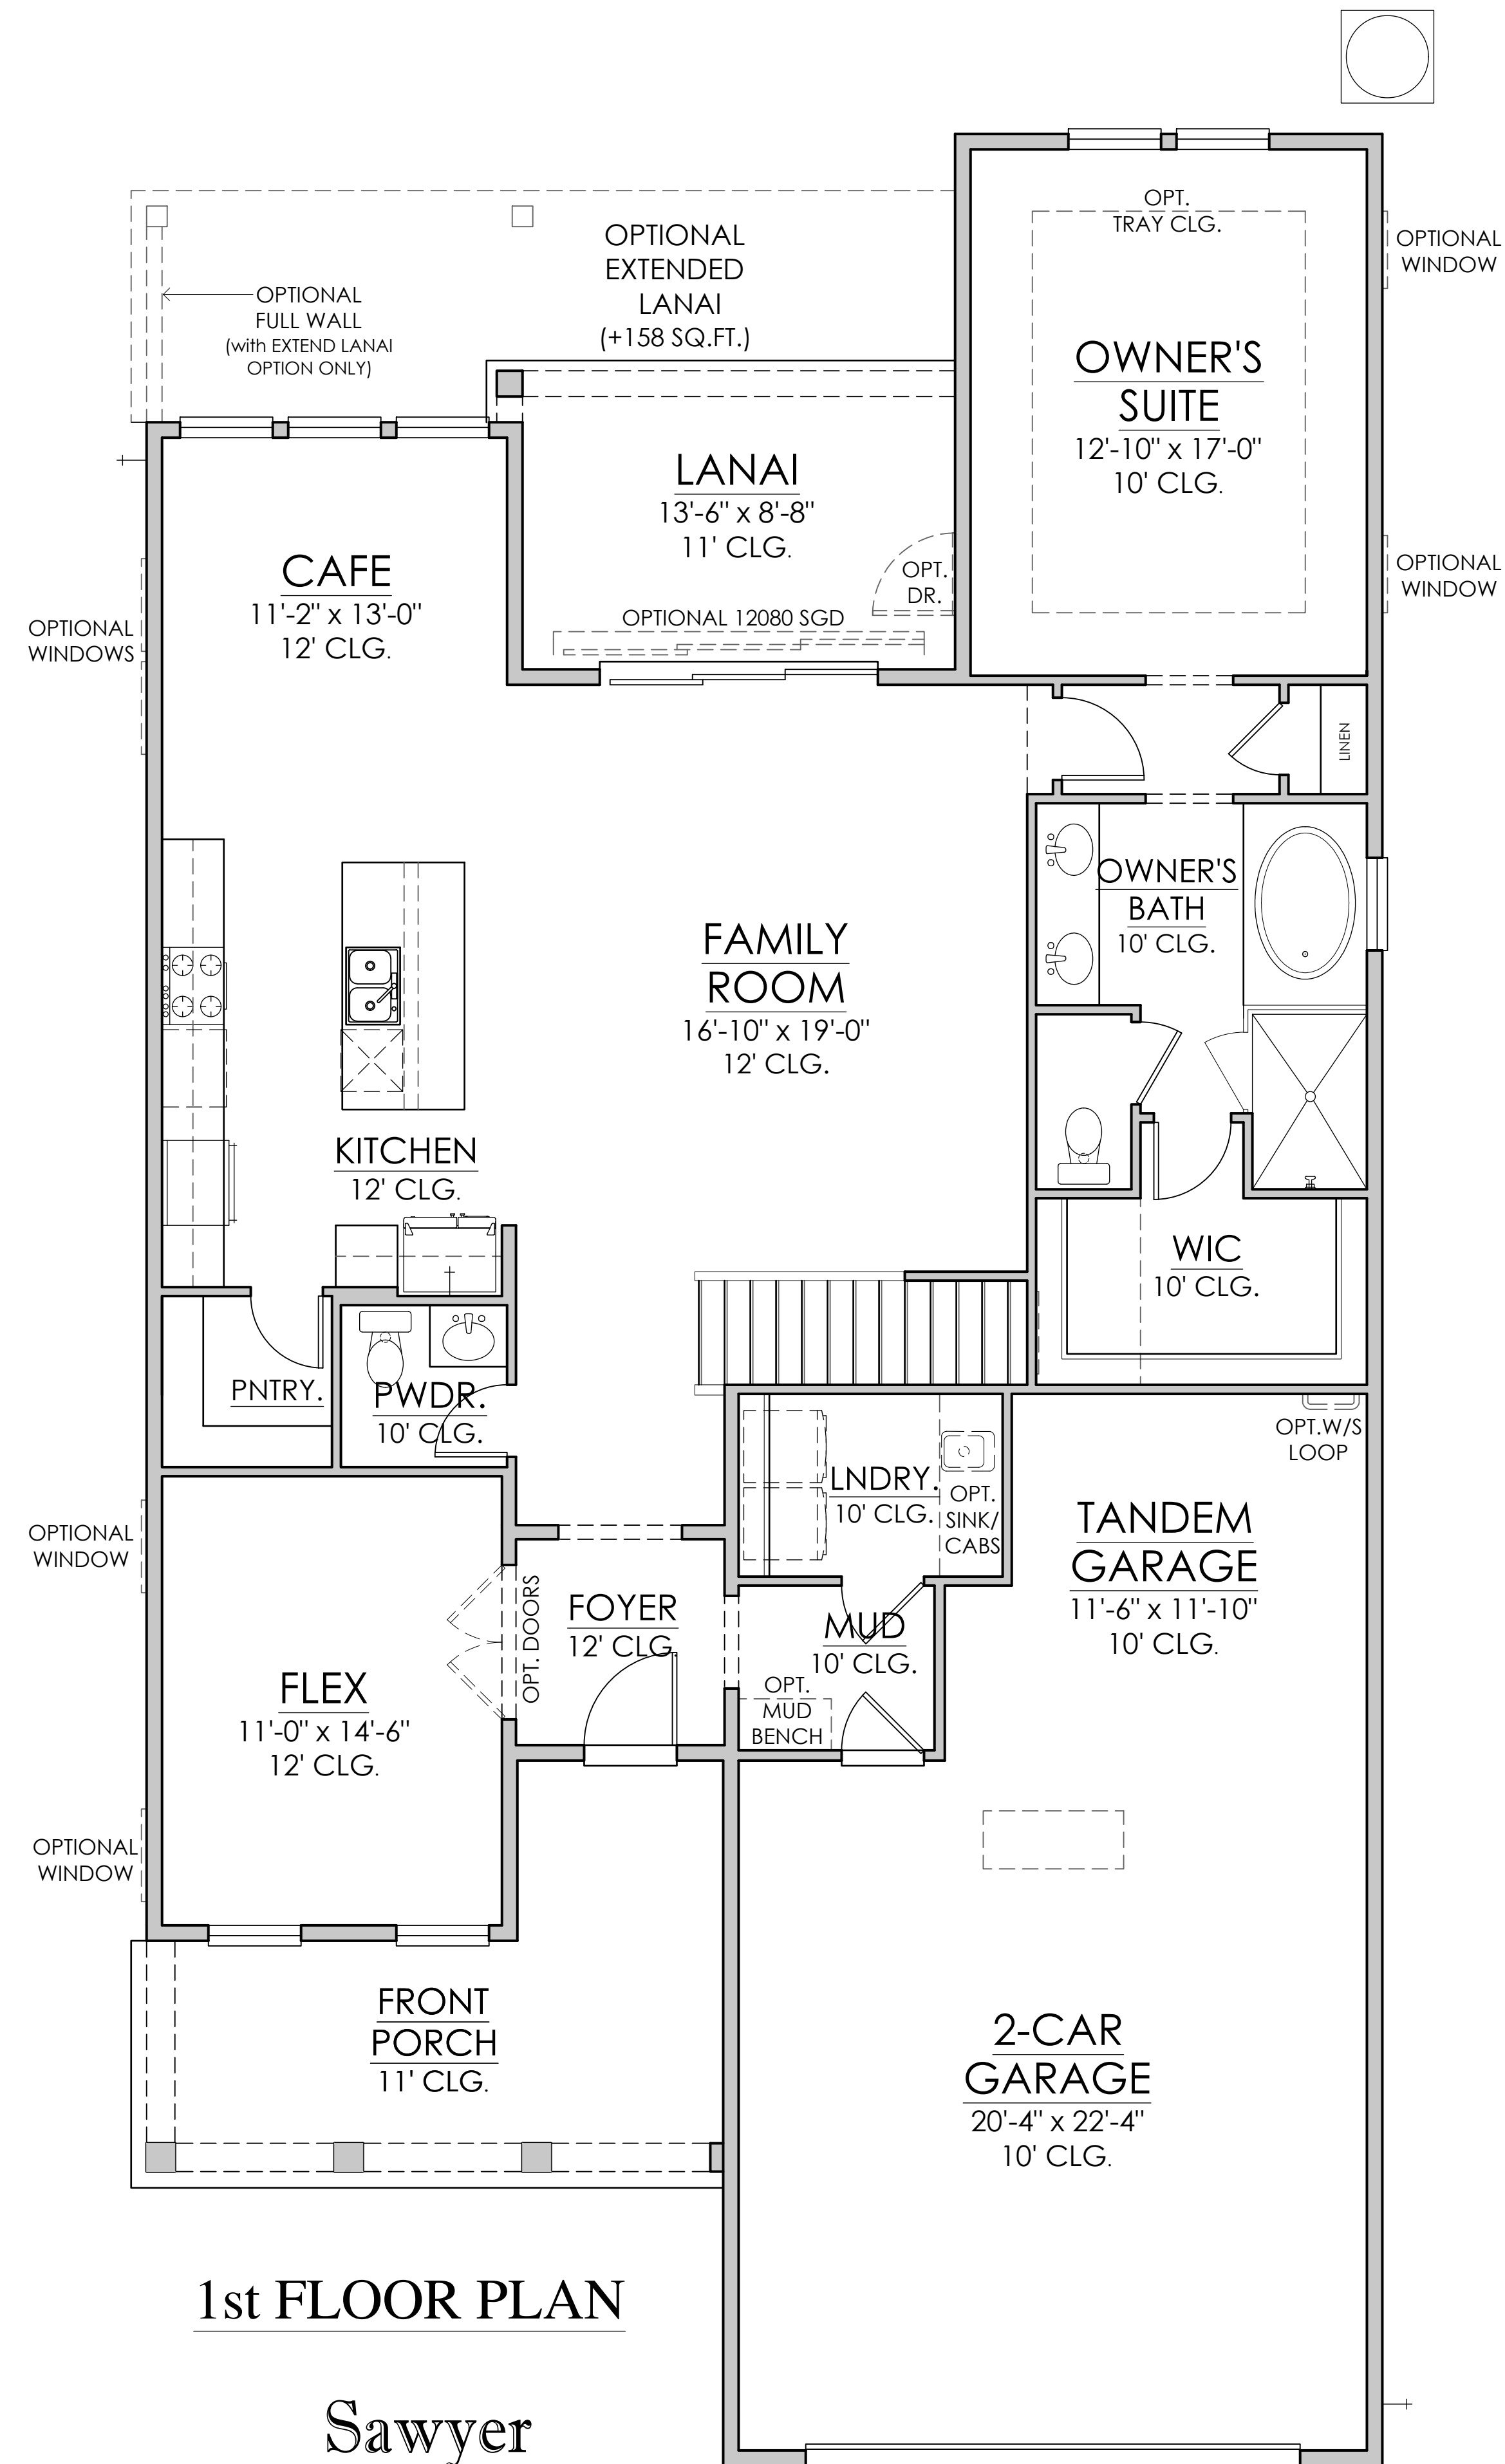 OPT.
TRAY CLG.
OPTIONAL
WINDOW
OPTIONAL
EXTENDED
LANAI
(+158 SQ.FT.)
OPTIONAL
FULL WALL
(with EXTEND LANAI
OPTION ONLY)
OWNER'S
SUITE
12'-10" x 17'-0"
10' CLG.
LANAI
13'-6" x 8'-8"
11' CLG.
OPT.
DR.
OPTIONAL 12080 SGD
OPTIONAL
WINDOW
CAFE
11'-2" x 13'-0"
12' CLG.
OPTIONAL
WINDOWS
LINEN
OWNER'S
BATH
10' CLG.
FAMILY
ROOM
16'-10" x 19'-0"
12' CLG.
KITCHEN
12' CLG.
WIC
10' CLG.
PNTRY.
PWDR.
10' CLG.
OPT.W/S
LOOP
LNDRY.
10' CLG.
OPT.
SINK/
CABS
TANDEM
GARAGE
11'-6" x 11'-10"
10' CLG.
OPTIONAL
WINDOW
OPT. DOORS
FOYER
12' CLG.
MUD
10' CLG.
OPT.
MUD
BENCH
FLEX
11'-0" x 14'-6"
12' CLG.
OPTIONAL
WINDOW
FRONT
PORCH
11' CLG.
2-CAR
GARAGE
20'-4" x 22'-4"
10' CLG.
1st FLOOR PLAN
Sawyer